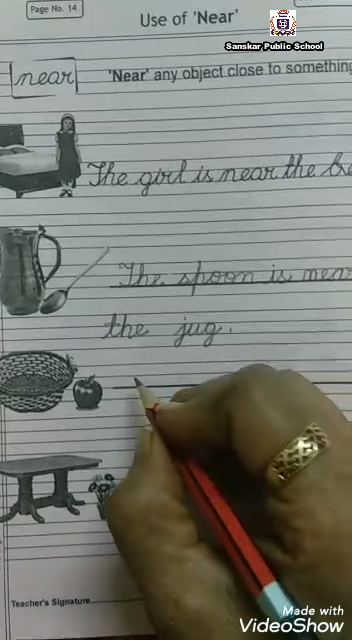 Page No. 14
Use of 'Near'
Sanskar Public School
near
'Near' any object close to something
The girl is near the be
The spoon is near
the jug.
Teacher's Signature
Made with
VideoShow